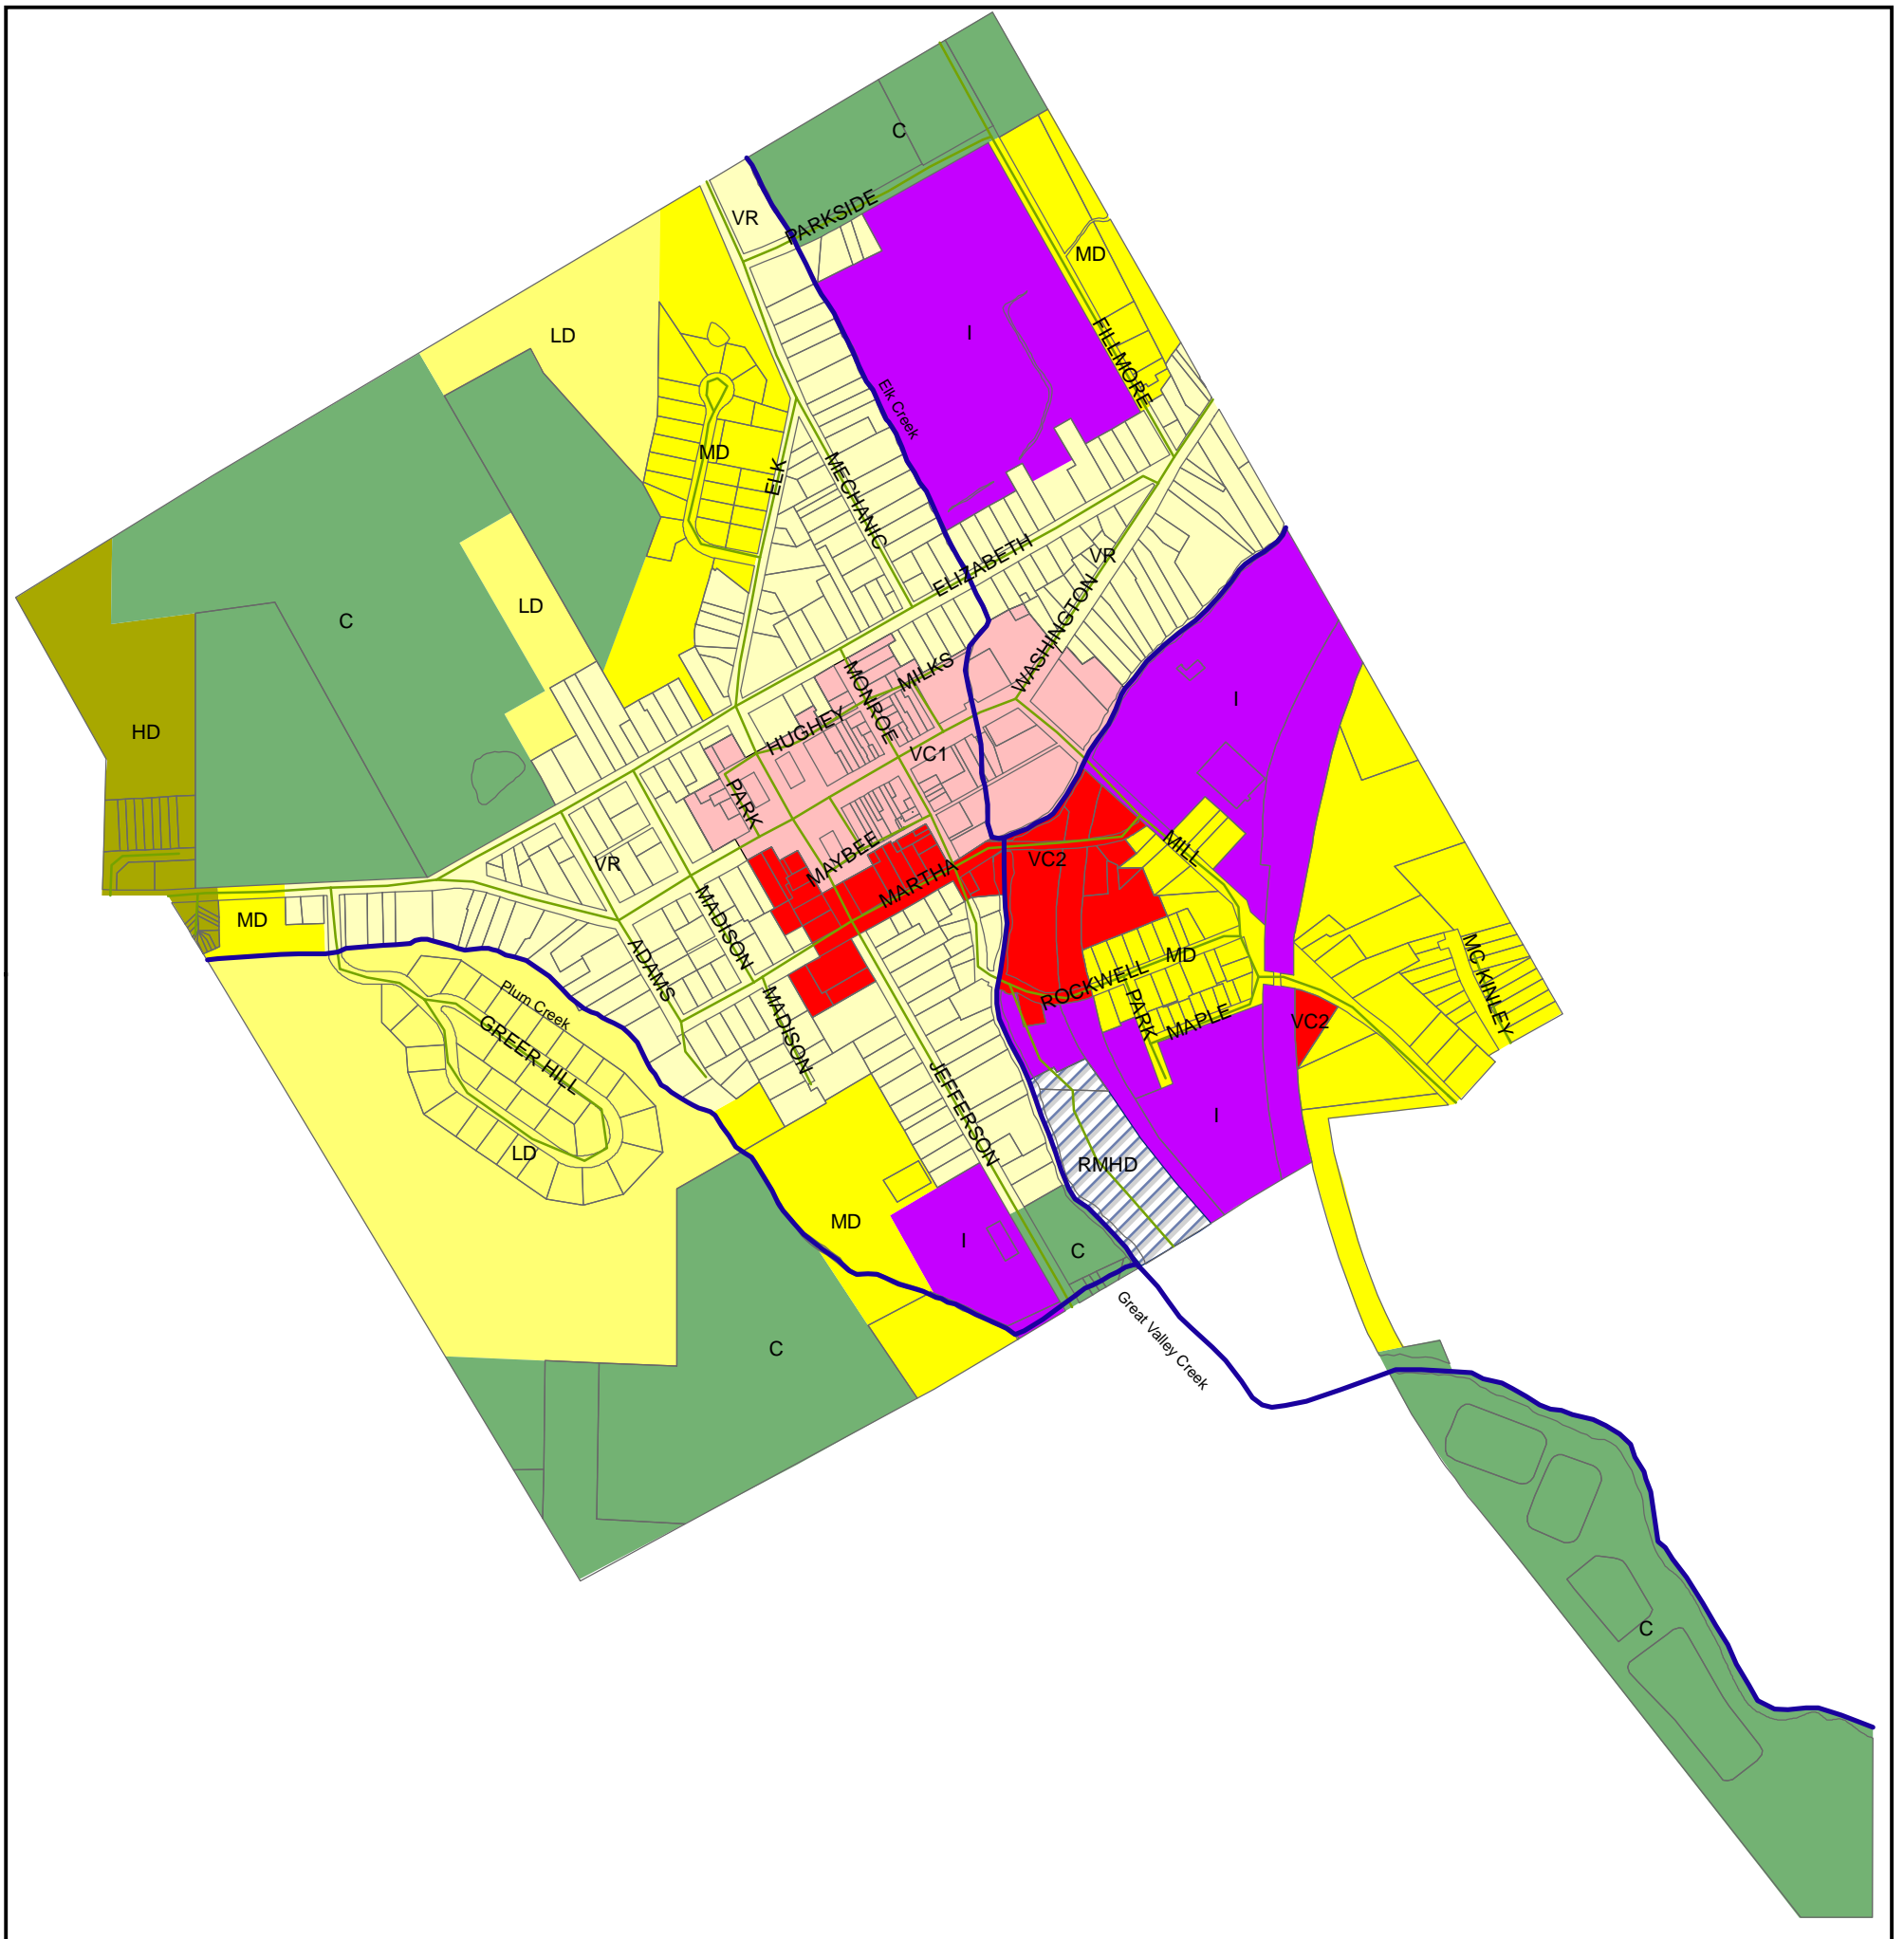 C
PARKSIDE
VR
MD
LD
I
FILLMORE
Elk Creek
MD
ELK
MECHANIC
ELIZABETH
VR
WASHINGTON
LD
C
MONROE
MILKS
I
HD
HUGHEY
VC1
PARK
MAYBEE
MARTHA
VC2
MILL
VR
MADISON
MD
ADAMS
MD
ROCKWELL
PARK
MAPLE
MC KINLEY
VC2
Plum Creek
GREER HILL
MADISON
JEFFERSON
LD
I
RMHD
MD
I
C
Great Valley Creek
C
C